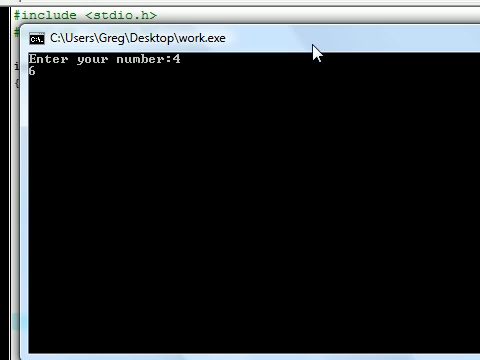 #include <stdio.h>
#
C:\Users\Greg\Desktop\work.exe
C:\.
Enter your number:4
6
{